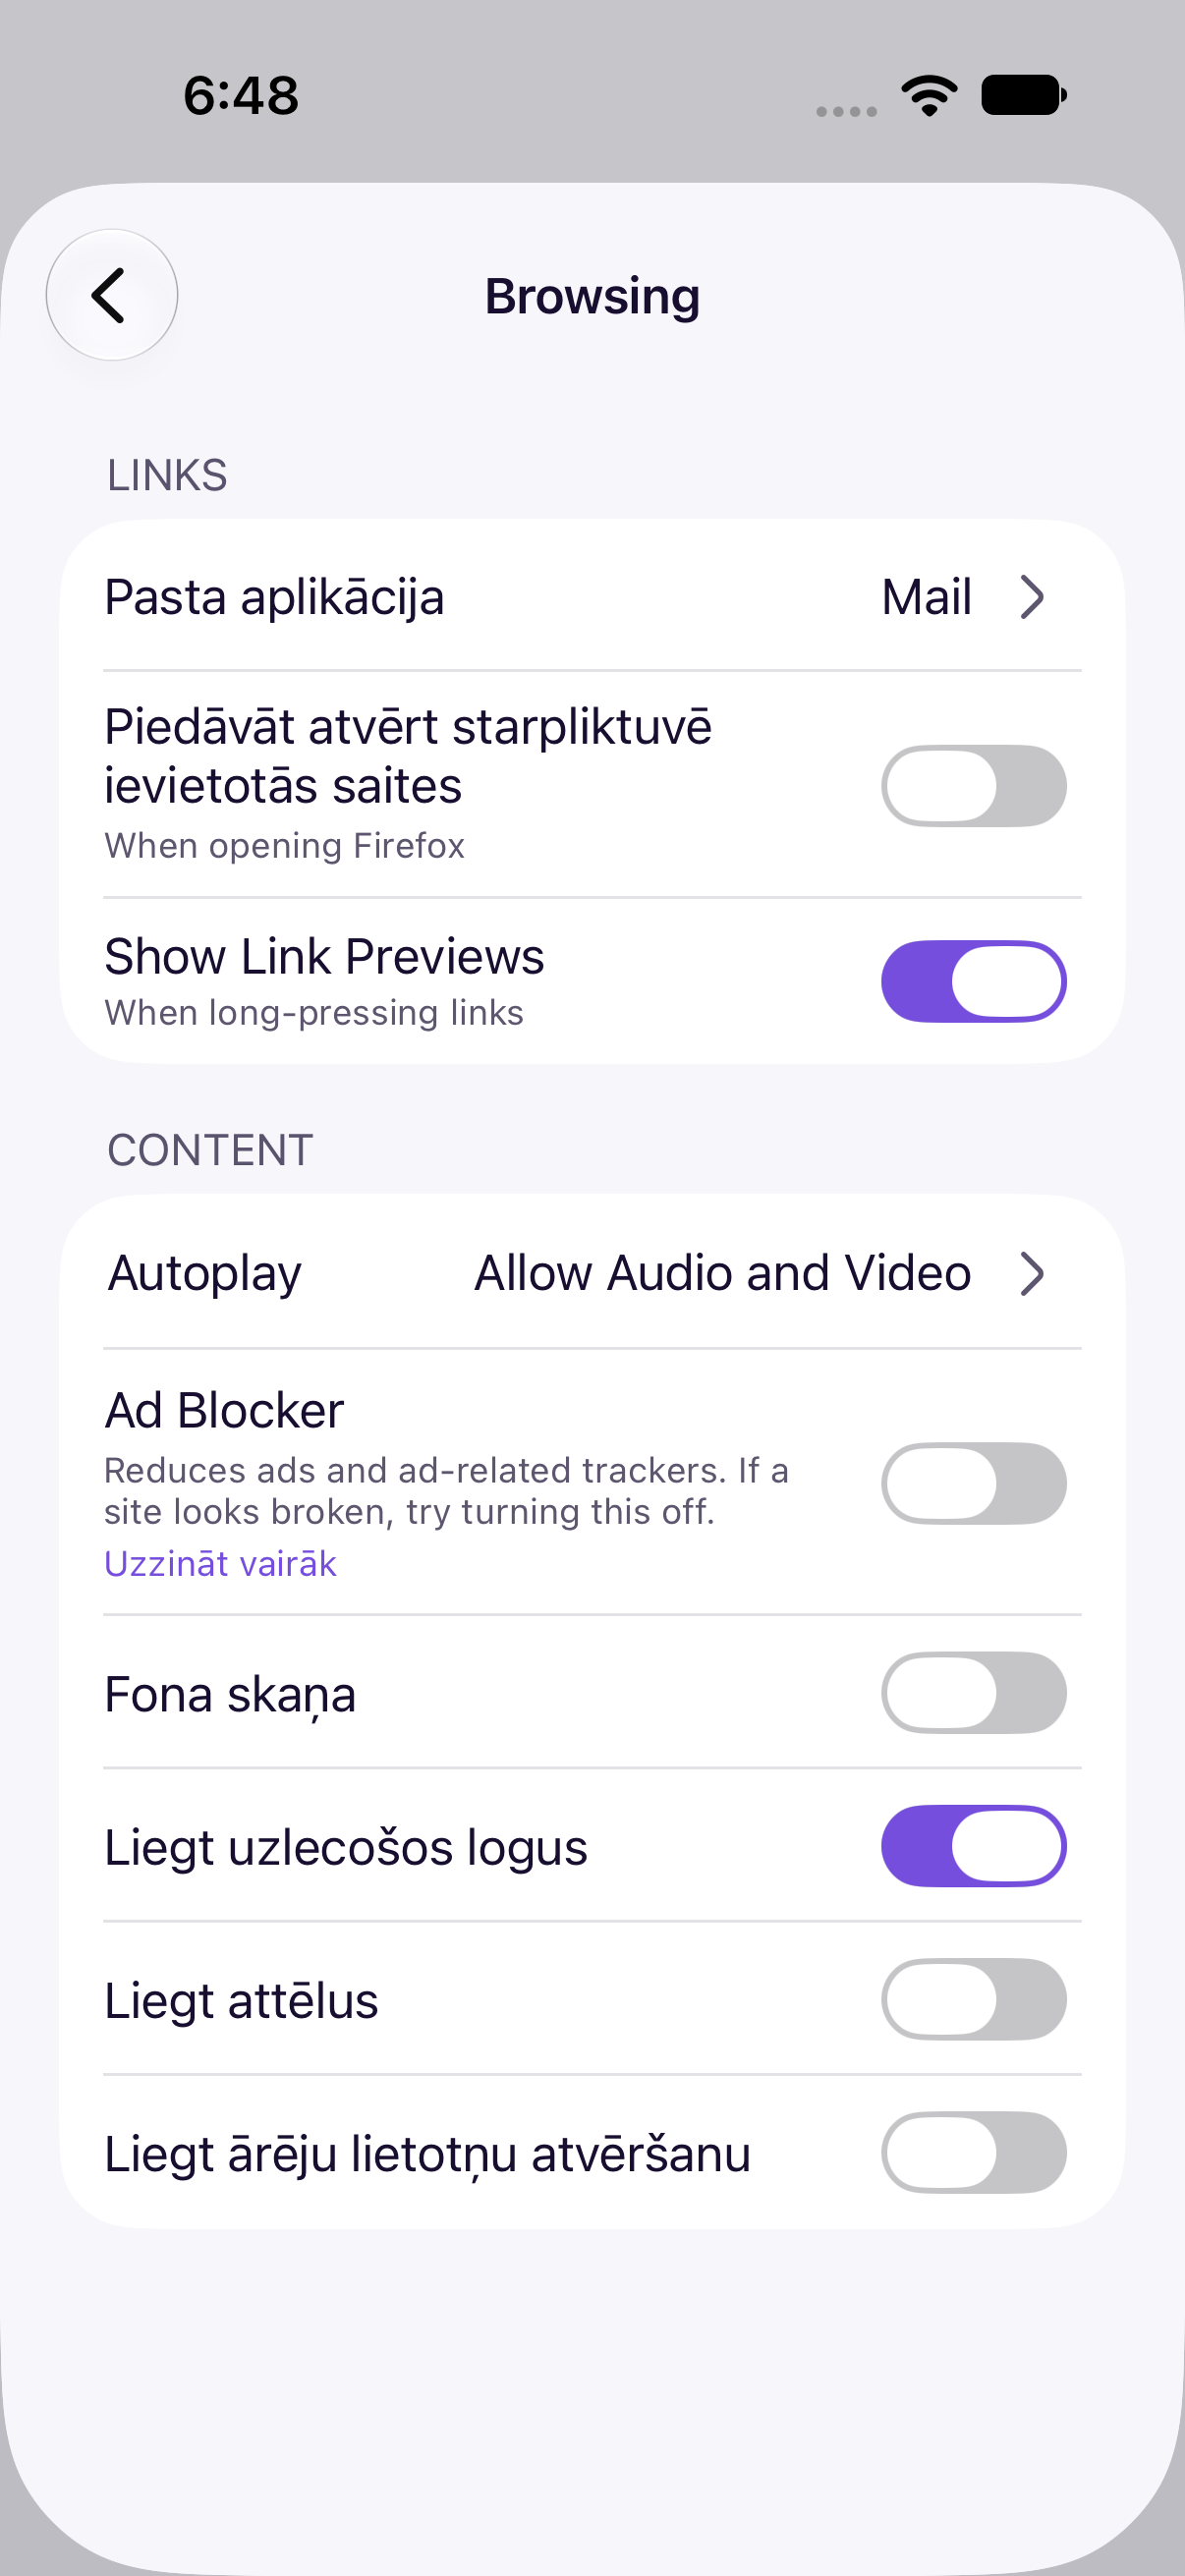 6:48
Browsing
LINKS
Pasta aplikācija Mail
Piedāvāt atvērt starpliktuvē
ievietotās saites
When opening Firefox
Show Link Previews
When long-pressing links
CONTENT
Autoplay Allow Audio and Video
Ad Blocker
Reduces ads and ad-related trackers. If a
site looks broken, try turning this off.
Uzzināt vairāk
Fona skaņa
Liegt uzlecošos logus
Liegt attēlus
Liegt ārēju lietotņu atvēršanu